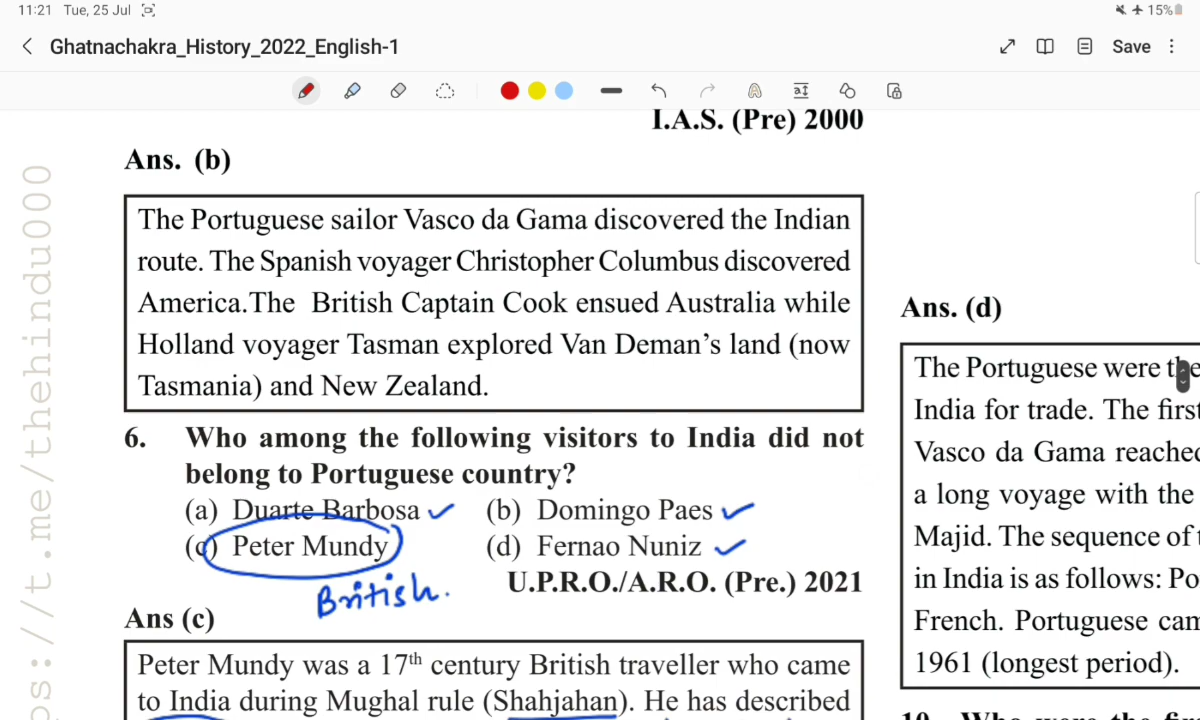 11:21 Tue, 25 Jul
15%
Ghatnachakra_History_2022_English-1
Save
I.A.S. (Pre) 2000
Ans. (b)
The Portuguese sailor Vasco da Gama discovered the Indian
route. The Spanish voyager Christopher Columbus discovered
America.The British Captain Cook ensued Australia while
Holland voyager Tasman explored Van Deman's land (now
Tasmania) and New Zealand.
6. Who among the following visitors to India did not
belong to Portuguese country?
(a) Duarte Barbosa (b) Domingo Paes
(c) Peter Mundy (d) Fernao Nuniz
British.
U.P.R.O./A.R.O. (Pre.) 2021
Ans (c)
Peter Mundy was a 17th century British traveller who came
to India during Mughal rule (Shahjahan). He has described
Ans. (d)
The Portuguese were the
India for trade. The first
Vasco da Gama reached
a long voyage with the
Majid. The sequence of
in India is as follows: Po
French. Portuguese cam
1961 (longest period).
ps://t.me/thehindu000